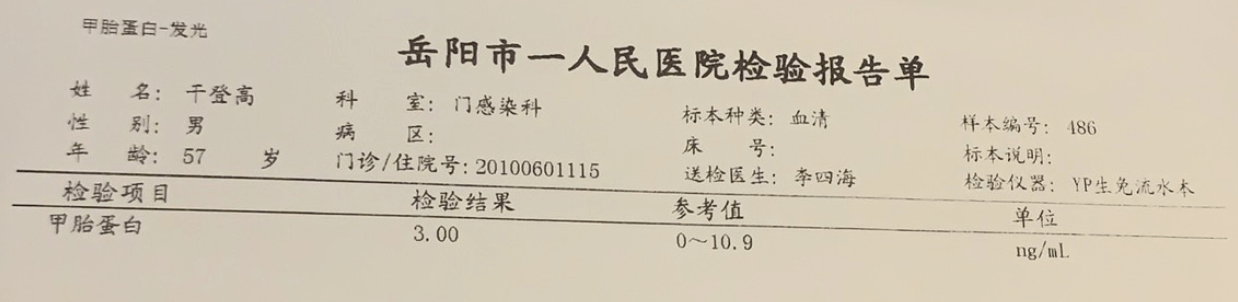 甲胎蛋白-发光
岳阳市一人民医院检验报告单
姓 名: 干登高 科 室: 门感染科 标本种类: 血清 样本编号: 486
性 别: 男 病 区: 床 号: 标本说明:
年 龄: 57 岁 门诊/住院号: 20100601115 送检医生: 李四海 检验仪器: YP生免流水本
检验项目 检验结果 参考值 单位
甲胎蛋白 3.00 0~10.9 ng/mL